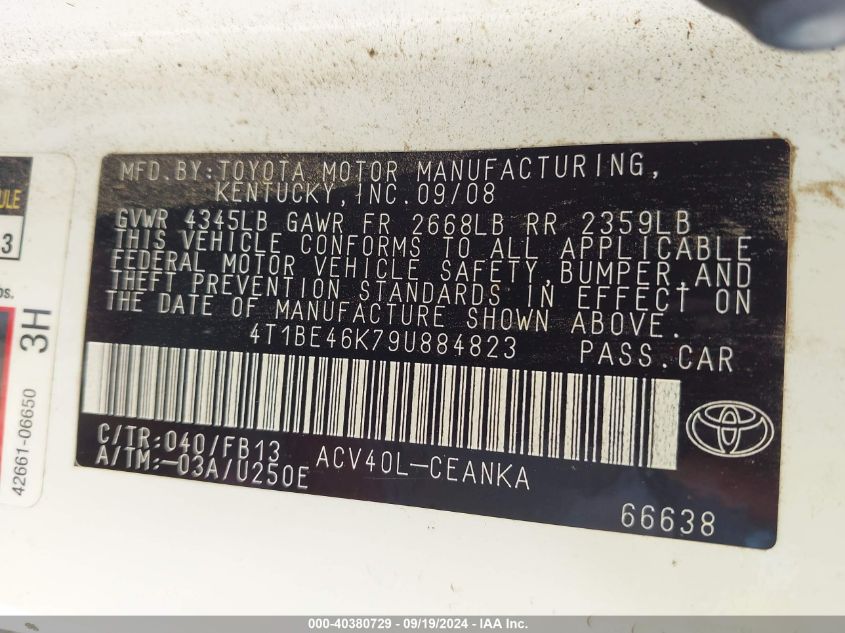 MFD.BY:TOYOTA MOTOR MANUFACTURING,
KENTUCKY,INC.09/08
GVWR 4345LB GAWR FR 2668LB RR 2359LB
THIS VEHICLE CONFORMS TO ALL APPLICABLE
FEDERAL MOTOR VEHICLE SAFETY,BUMPER,AND
THEFT PREVENTION STANDARDS IN EFFECT ON
THE DATE OF MANUFACTURE SHOWN ABOVE.
4T1BE46K79U884823 PASS.CAR
C/TR:040/FB13
A/TM:-03A/U250E
ACV40L-CEANKA
66638
ULE
3
3H
42661-06650
000-40380729 - 09/19/2024 - IAA Inc.